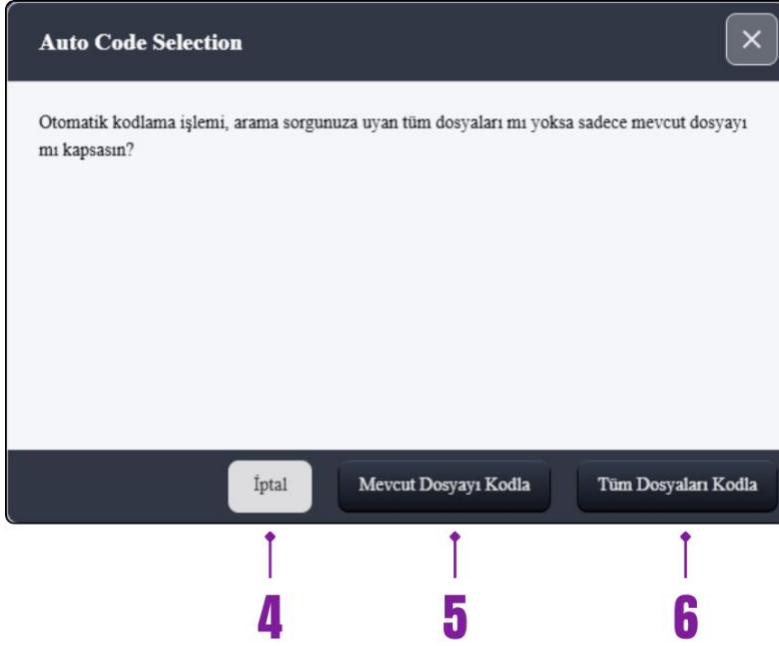 Auto Code Selection
Otomatik kodlama işlemi, arama sorgunuza uyan tüm dosyaları mı yoksa sadece mevcut dosyayı
mı kapsasın?
İptal Mevcut Dosyayı Kodla Tüm Dosyaları Kodla
4 5 6